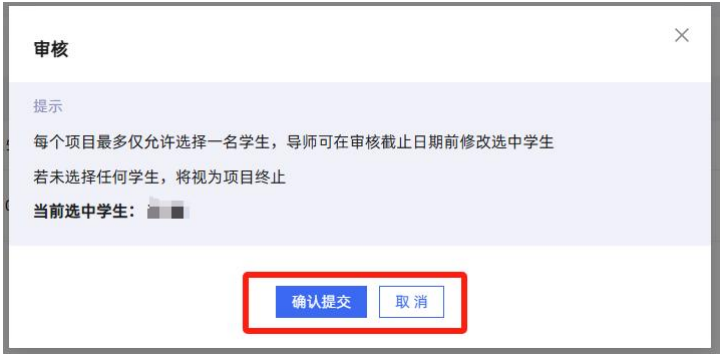 审核
提示
每个项目最多仅允许选择一名学生，导师可在审核截止日期前修改选中学生
若未选择任何学生，将视为项目终止
当前选中学生：
确认提交
取消